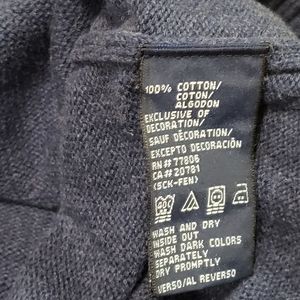 100% COTTON/
COTON/
ALGODON
EXCLUSIVE OF
DECORATION/
SAUF DÉCORATION/
EXCEPTO DECORACIÓN
RN# 77806
CA# 20781
(SCK-FEN)
40
WASH AND DRY
INSIDE OUT
WASH DARK COLORS
SEPARATELY
DRY PROMPTLY
VERSO/AL REVERSO